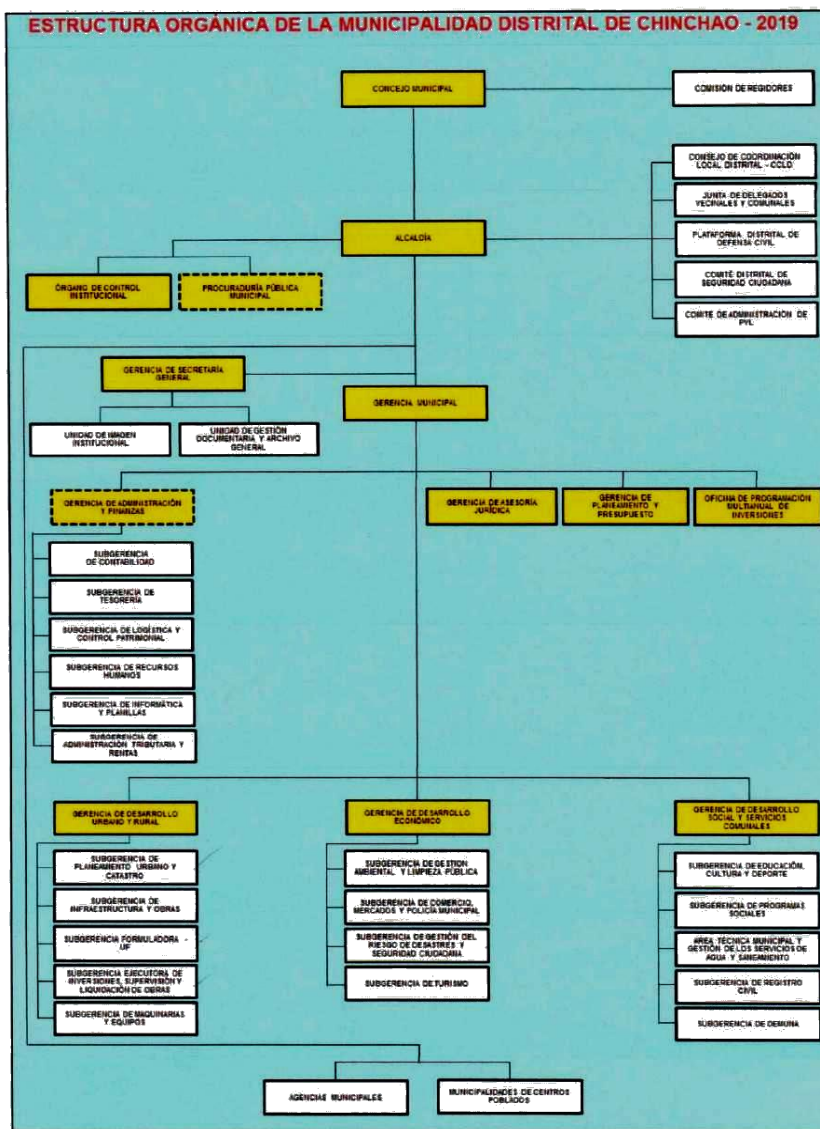 ESTRUCTURA ORGÁNICA DE LA MUNICIPALIDAD DISTRITAL DE CHINCHAO - 2019
CONCEJO MUNICIPAL
COMISIÓN DE REGIDORES
CONSEJO DE COORDINACIÓN
LOCAL DISTRITAL - CCLD
JUNTA DE DELEGADOS
VECINALES Y COMUNALES
ALCALDÍA
PLATAFORMA DISTRITAL DE
DEFENSA CIVIL
COMITÉ DISTRITAL DE
SEGURIDAD CIUDADANA
COMITÉ DE ADMINISTRACIÓN DE
PVL
ÓRGANO DE CONTROL
INSTITUCIONAL
PROCURADURÍA PÚBLICA
MUNICIPAL
GERENCIA DE SECRETARÍA
GENERAL
GERENCIA MUNICIPAL
UNIDAD DE IMAGEN
INSTITUCIONAL
UNIDAD DE GESTIÓN
DOCUMENTARIA Y ARCHIVO
GENERAL
GERENCIA DE ADMINISTRACIÓN
Y FINANZAS
GERENCIA DE ASESORÍA
JURÍDICA
GERENCIA DE
PLANEAMIENTO Y
PRESUPUESTO
OFICINA DE PROGRAMACIÓN
MULTIANUAL DE
INVERSIONES
SUBGERENCIA
DE CONTABILIDAD
SUBGERENCIA DE
TESORERÍA
SUBGERENCIA DE LOGÍSTICA Y
CONTROL PATRIMONIAL
SUBGERENCIA DE RECURSOS
HUMANOS
SUBGERENCIA DE INFORMÁTICA
Y PLANILLAS
SUBGERENCIA DE
ADMINISTRACIÓN TRIBUTARIA Y
RENTAS
GERENCIA DE DESARROLLO
URBANO Y RURAL
SUBGERENCIA DE
PLANEAMIENTO URBANO Y
CATASTRO
SUBGERENCIA DE
INFRAESTRUCTURA Y OBRAS
SUBGERENCIA FORMULADORA -
UF
SUBGERENCIA EJECUTORA DE
INVERSIONES, SUPERVISIÓN Y
LIQUIDACIÓN DE OBRAS
SUBGERENCIA DE MAQUINARIAS
Y EQUIPOS
GERENCIA DE DESARROLLO
ECONÓMICO
SUBGERENCIA DE GESTION
AMBIENTAL Y LIMPIEZA PÚBLICA
SUBGERENCIA DE COMERCIO,
MERCADOS Y POLICÍA MUNICIPAL
SUBGERENCIA DE GESTIÓN DEL
RIESGO DE DESASTRES Y
SEGURIDAD CIUDADANA
SUBGERENCIA DE TURISMO
GERENCIA DE DESARROLLO
SOCIAL Y SERVICIOS
COMUNALES
SUBGERENCIA DE EDUCACIÓN,
CULTURA Y DEPORTE
SUBGERENCIA DE PROGRAMAS
SOCIALES
ÁREA TÉCNICA MUNICIPAL Y
GESTIÓN DE LOS SERVICIOS DE
AGUA Y SANEAMIENTO
SUBGERENCIA DE REGISTRO
CIVIL
SUBGERENCIA DE DEMUNA
AGENCIAS MUNICIPALES
MUNICIPALIDADES DE CENTROS
POBLADOS